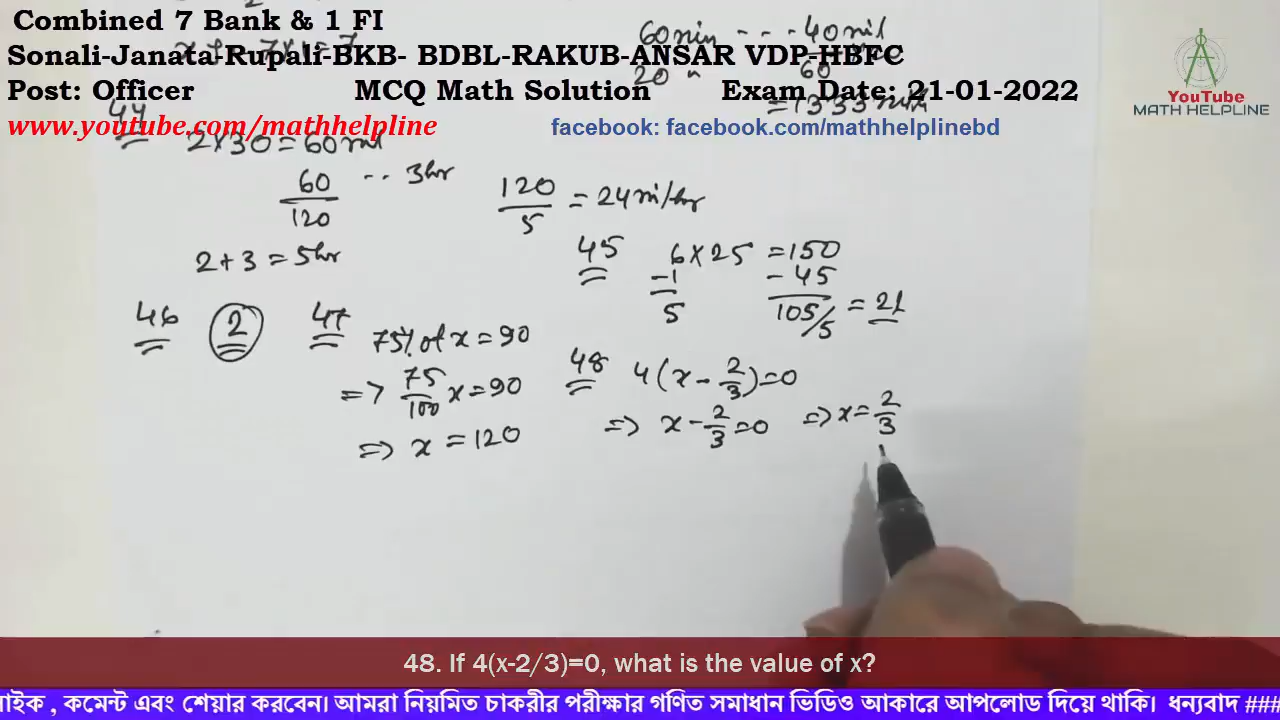 Combined 7 Bank & 1 FI
Sonali-Janata Rupali-BKB- BDBL-RAKUB-ANSAR VDP-HBFC
Post: Officer MCQ Math Solution Exam Date: 21-01-2022
www.youtube.com/mathhelpline facebook: facebook.com/mathhelplinebd
YouTube
MATH HELPLINE
60min - - - 40mil
20 "
60
44
2×30=60mil
60/120 -- 3hr
2+3=5hr
120/5 = 24mi/hr
45 6×25 =150
-1 - 45
5 105/5 = 21
46 2
47 75% of x=90
=> 75/100 x=90
=> x =120
48 4(x-2/3)=0
=> x-2/3=0 => x=2/3
48. If 4(x-2/3)=0, what is the value of x?
াইক , কমেন্ট এবং শেয়ার করবেন। আমরা নিয়মিত চাকরীর পরীক্ষার গণিত সমাধান ভিডিও আকারে আপলোড দিয়ে থাকি। ধন্যবাদ ###